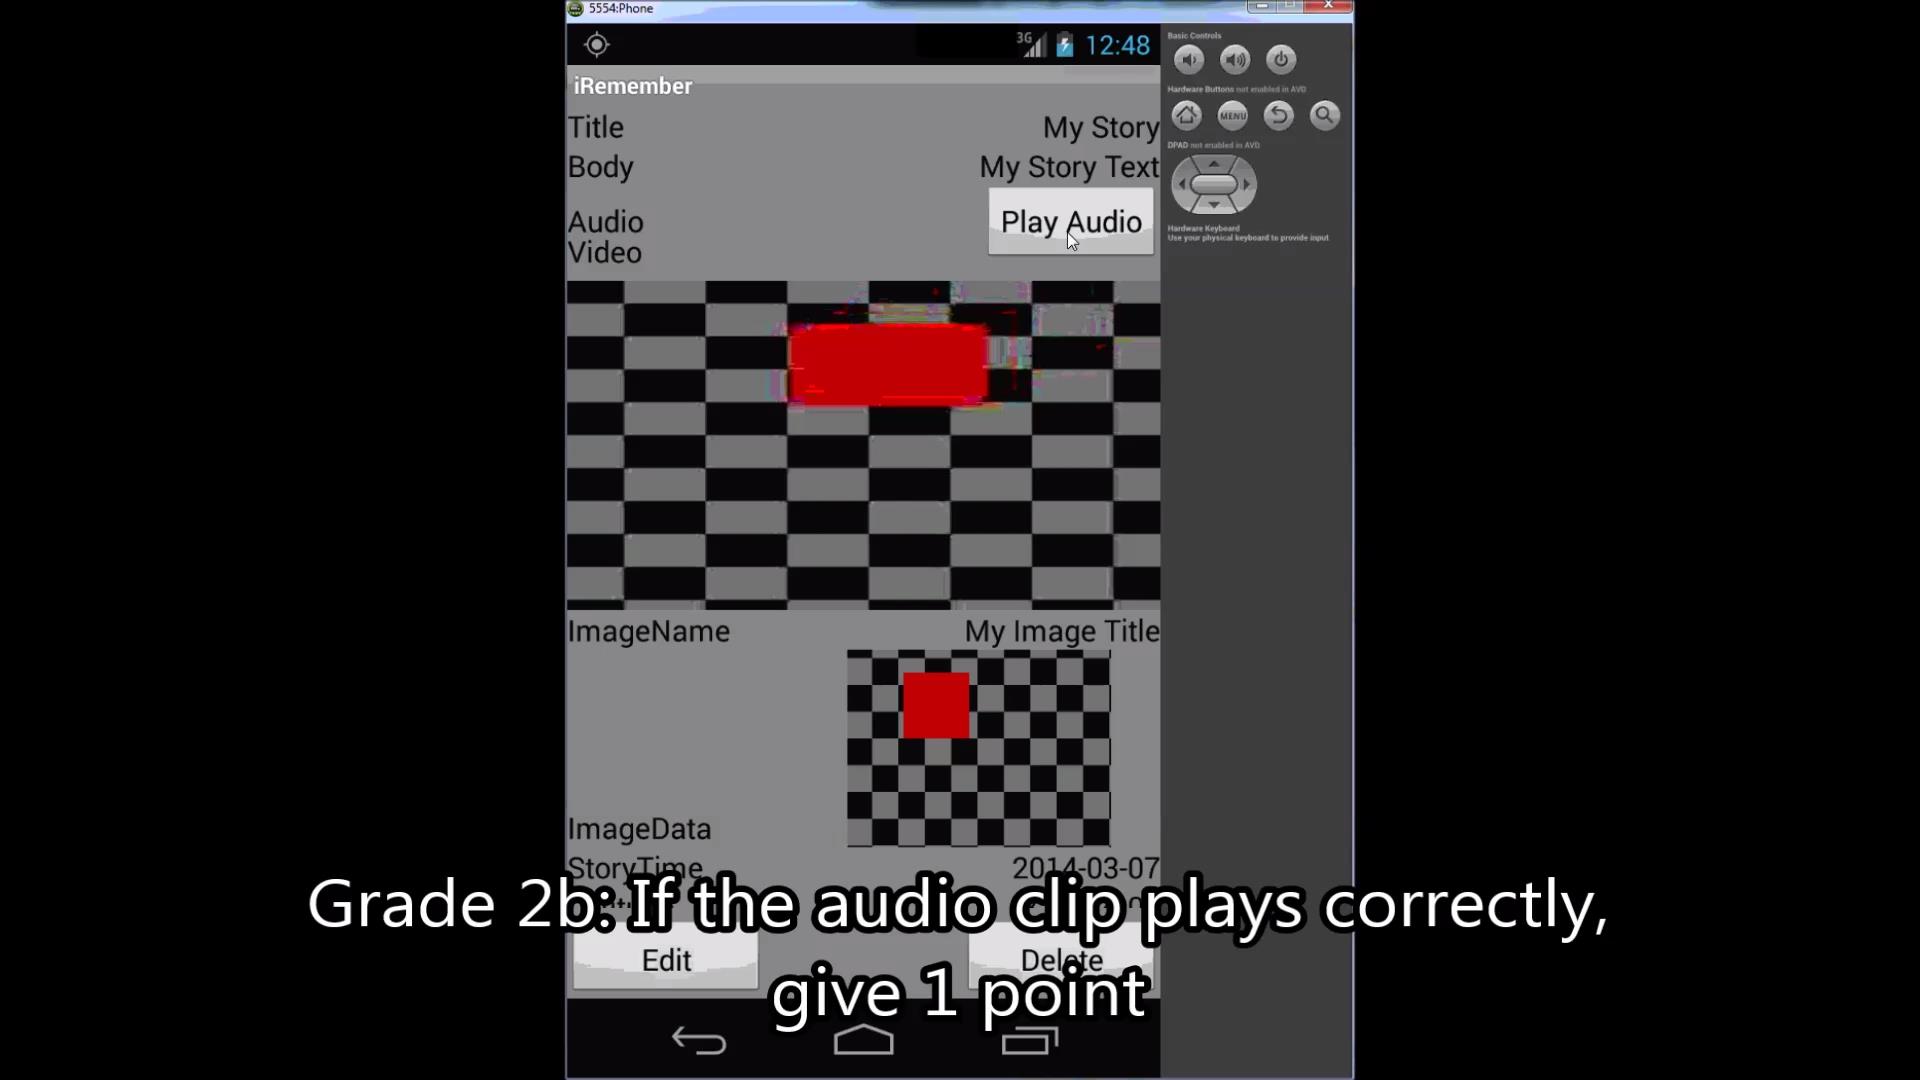 5554:Phone
3G 12:48
iRemember
Title My Story
Body My Story Text
Audio Play Audio
Video
ImageName My Image Title
ImageData
StoryTime 2014-03-07
Edit Delete
Basic Controls
Hardware Buttons not enabled in AVD
MENU
DPAD not enabled in AVD
Hardware Keyboard
Use your physical keyboard to provide input
Grade 2b: If the audio clip plays correctly,
give 1 point